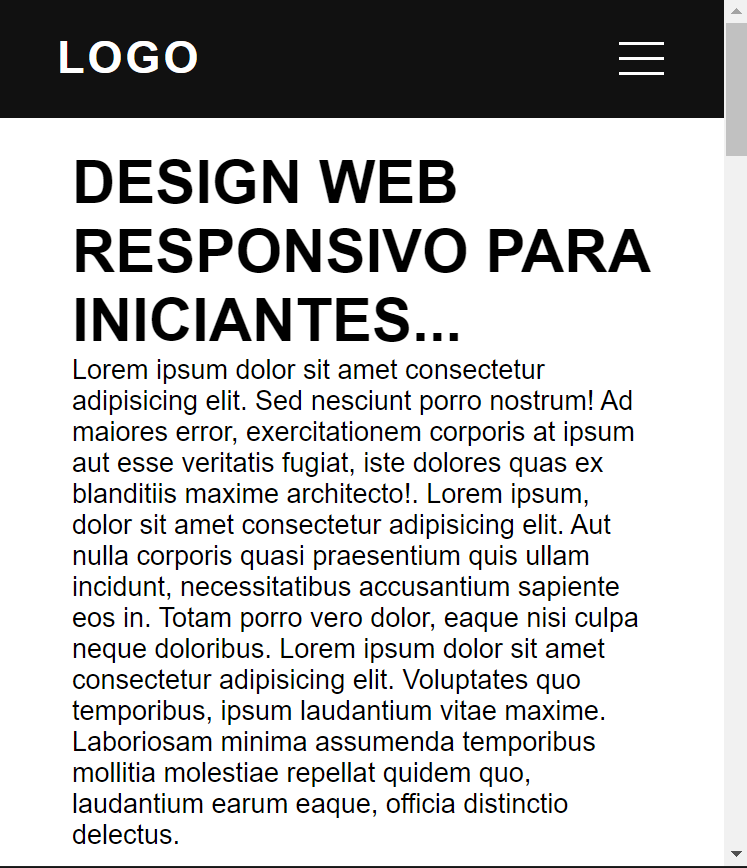 LOGO
DESIGN WEB
RESPONSIVO PARA
INICIANTES...
Lorem ipsum dolor sit amet consectetur
adipisicing elit. Sed nesciunt porro nostrum! Ad
maiores error, exercitationem corporis at ipsum
aut esse veritatis fugiat, iste dolores quas ex
blanditiis maxime architecto!. Lorem ipsum,
dolor sit amet consectetur adipisicing elit. Aut
nulla corporis quasi praesentium quis ullam
incidunt, necessitatibus accusantium sapiente
eos in. Totam porro vero dolor, eaque nisi culpa
neque doloribus. Lorem ipsum dolor sit amet
consectetur adipisicing elit. Voluptates quo
temporibus, ipsum laudantium vitae maxime.
Laboriosam minima assumenda temporibus
mollitia molestiae repellat quidem quo,
laudantium earum eaque, officia distinctio
delectus.